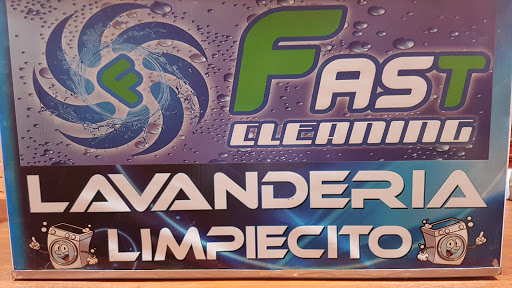 F
FAST
CLEANING
LAVANDERIA
LIMPIECITO